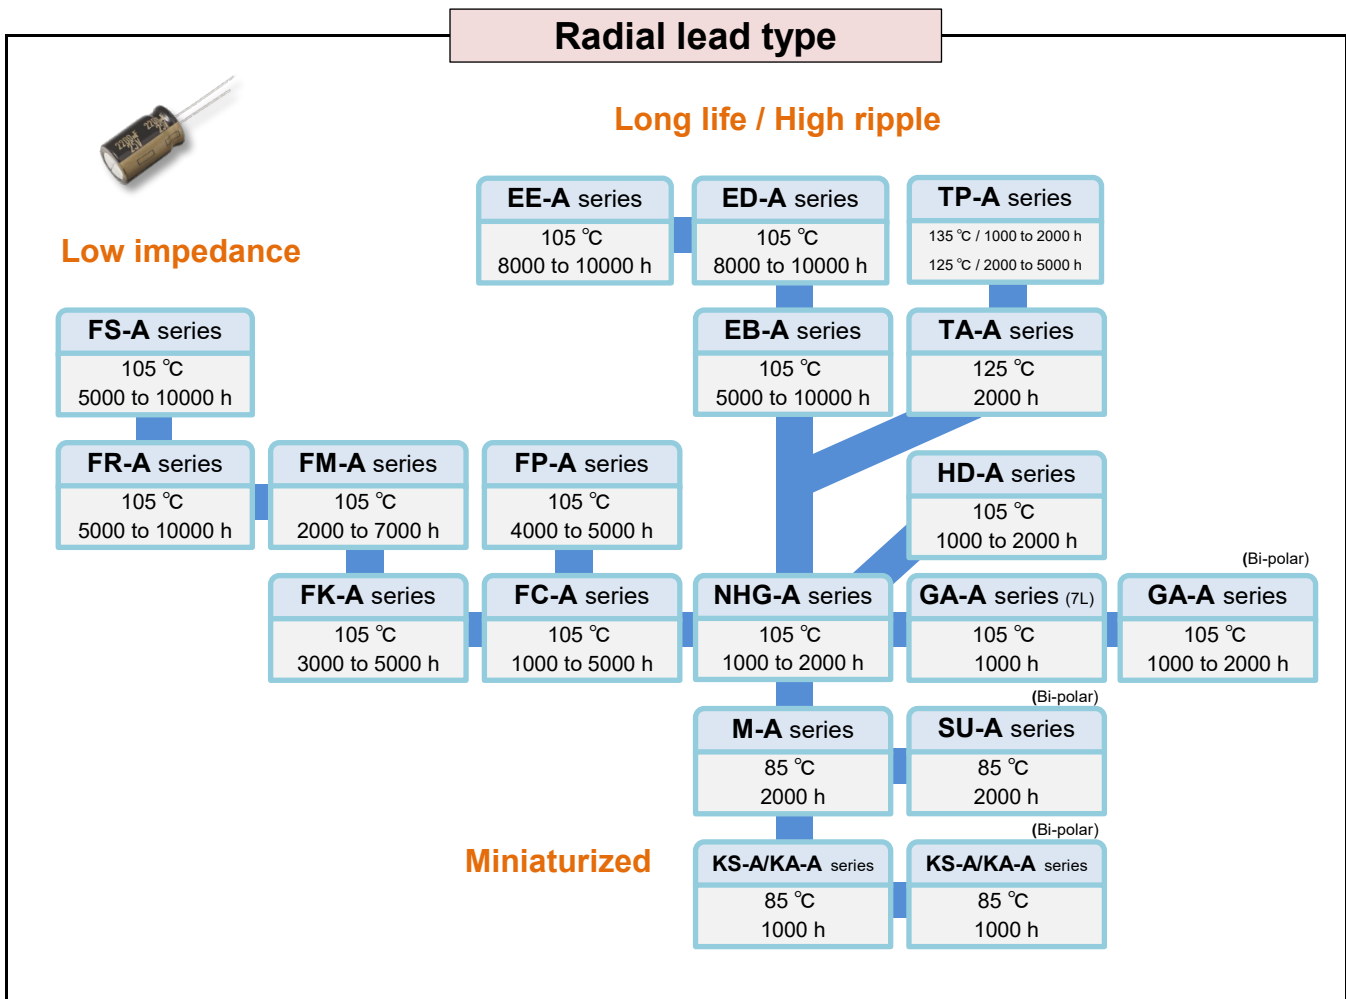 Radial lead type
Long life / High ripple
Low impedance
EE-A series
105 ℃
8000 to 10000 h
ED-A series
105 ℃
8000 to 10000 h
TP-A series
135 ℃ / 1000 to 2000 h
125 ℃ / 2000 to 5000 h
FS-A series
105 ℃
5000 to 10000 h
EB-A series
105 ℃
5000 to 10000 h
TA-A series
125 ℃
2000 h
FR-A series
105 ℃
5000 to 10000 h
FM-A series
105 ℃
2000 to 7000 h
FP-A series
105 ℃
4000 to 5000 h
HD-A series
105 ℃
1000 to 2000 h
FK-A series
105 ℃
3000 to 5000 h
FC-A series
105 ℃
1000 to 5000 h
NHG-A series
105 ℃
1000 to 2000 h
GA-A series (7L)
105 ℃
1000 h
(Bi-polar)
GA-A series
105 ℃
1000 to 2000 h
M-A series
85 ℃
2000 h
(Bi-polar)
SU-A series
85 ℃
2000 h
Miniaturized
KS-A/KA-A series
85 ℃
1000 h
(Bi-polar)
KS-A/KA-A series
85 ℃
1000 h